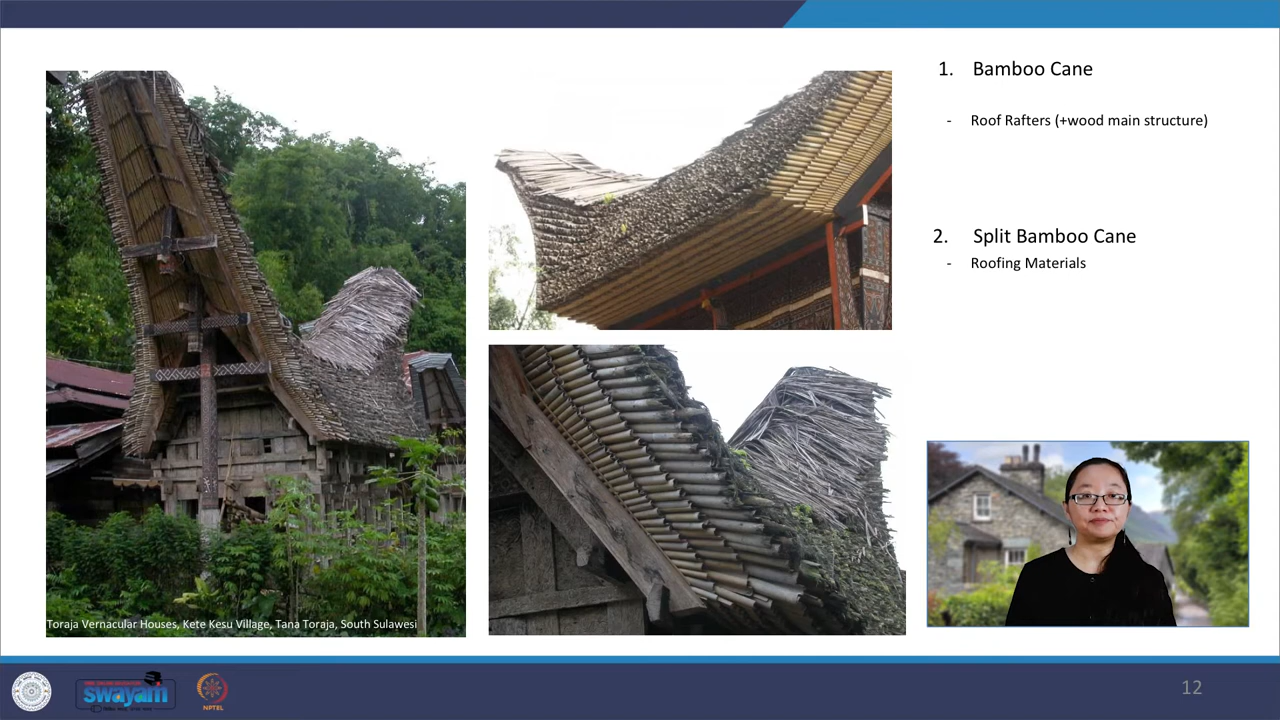 1. Bamboo Cane
- Roof Rafters (+wood main structure)
2. Split Bamboo Cane
- Roofing Materials
Toraja Vernacular Houses, Kete Kesu Village, Tana Toraja, South Sulawesi
swayam
NPTEL
12